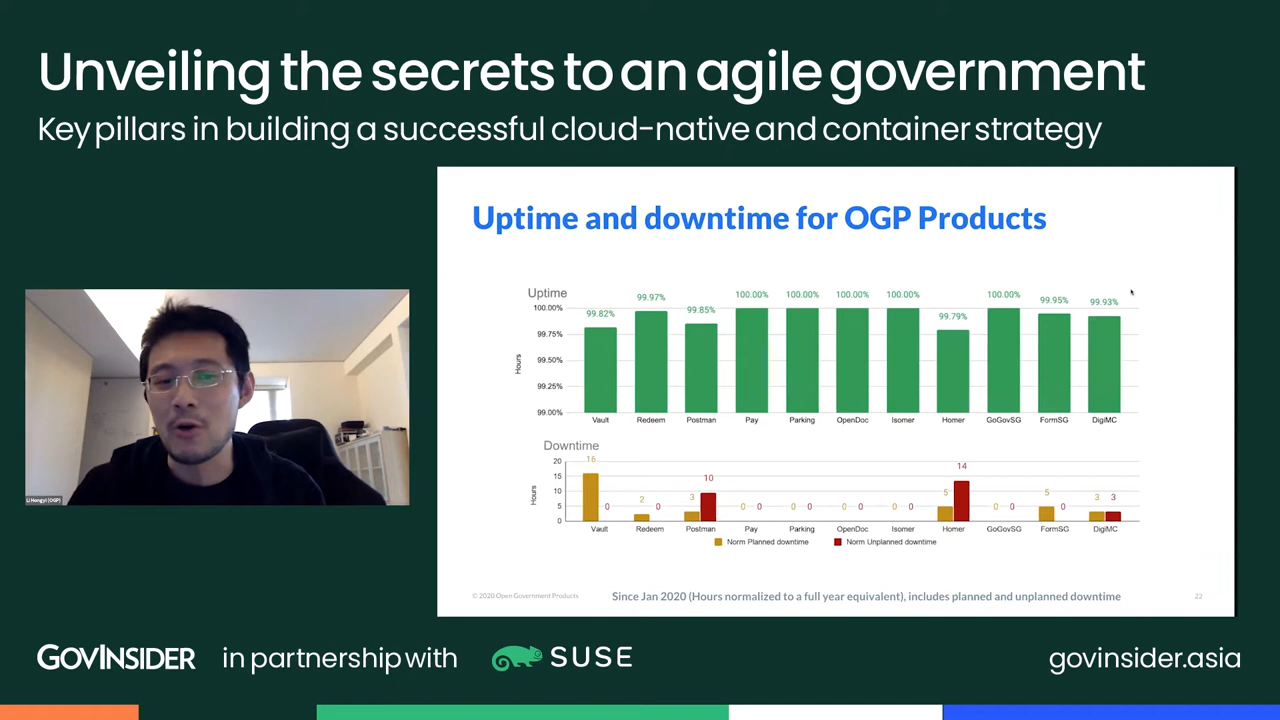 Unveiling the secrets to an agile government
Key pillars in building a successful cloud-native and container strategy
Uptime and downtime for OGP Products
Uptime
100.00%
99.75%
99.50%
99.25%
99.00%
Hours
99.82% 99.97% 99.85% 100.00% 100.00% 100.00% 100.00% 99.79% 100.00% 99.95% 99.93%
Vault Redeem Postman Pay Parking OpenDoc Isomer Homer GoGovSG FormSG DigiMC
Downtime
20
15
10
5
0
Hours
16 0 2 0 3 10 0 0 0 0 0 0 0 0 5 14 0 0 5 0 3 3
Vault Redeem Postman Pay Parking OpenDoc Isomer Homer GoGovSG FormSG DigiMC
Norm Planned downtime Norm Unplanned downtime
© 2020 Open Government Products
Since Jan 2020 (Hours normalized to a full year equivalent), includes planned and unplanned downtime
22
Li Hongyi (OGP)
GOVINSIDER in partnership with SUSE
govinsider.asia